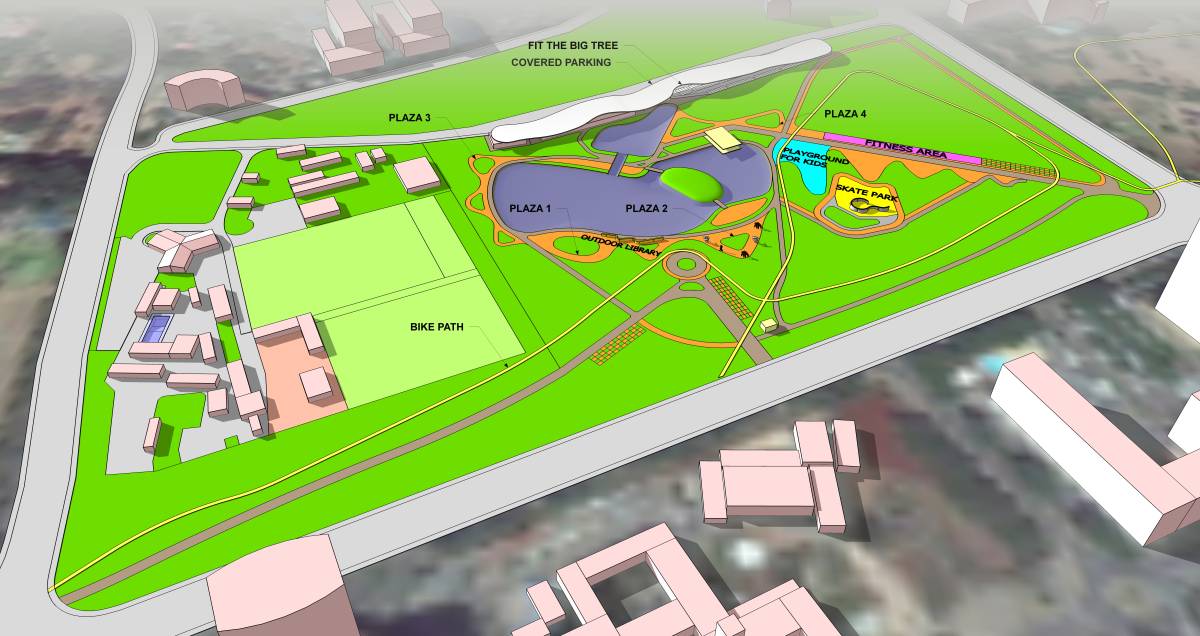 FIT THE BIG TREE
COVERED PARKING
PLAZA 3
PLAZA 4
FITNESS AREA
PLAYGROUND
FOR KIDS
SKATE PARK
PLAZA 1
PLAZA 2
OUTDOOR LIBRARY
BIKE PATH